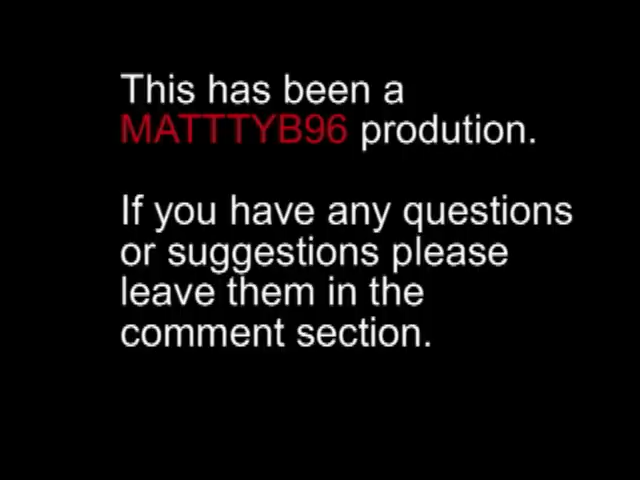 This has been a
MATTTYB96 prodution.
If you have any questions
or suggestions please
leave them in the
comment section.